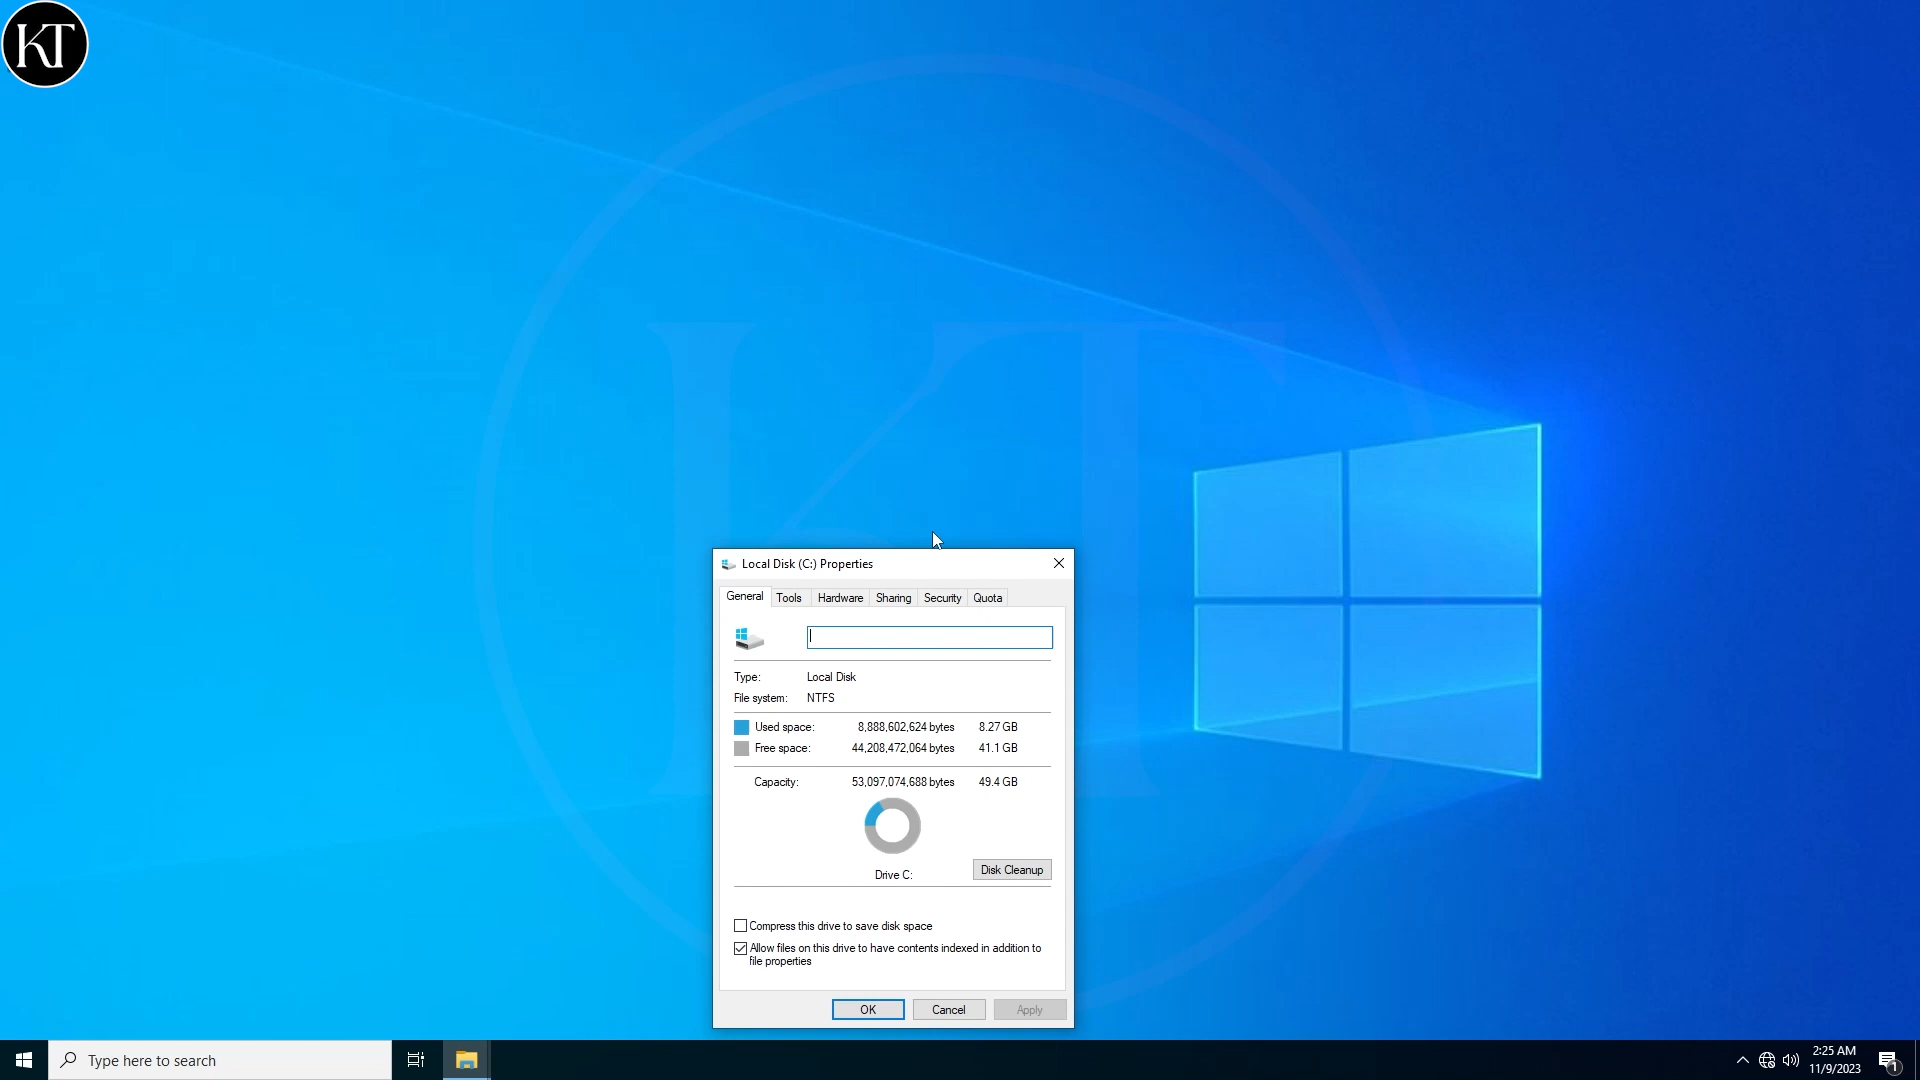 KT
KT
Local Disk (C:) Properties
General Tools Hardware Sharing Security Quota
Type: Local Disk
File system: NTFS
Used space: 8,888,602,624 bytes 8.27 GB
Free space: 44,208,472,064 bytes 41.1 GB
Capacity: 53,097,074,688 bytes 49.4 GB
Drive C:
Disk Cleanup
Compress this drive to save disk space
Allow files on this drive to have contents indexed in addition to
file properties
OK Cancel Apply
Type here to search
2:25 AM
11/9/2023
1